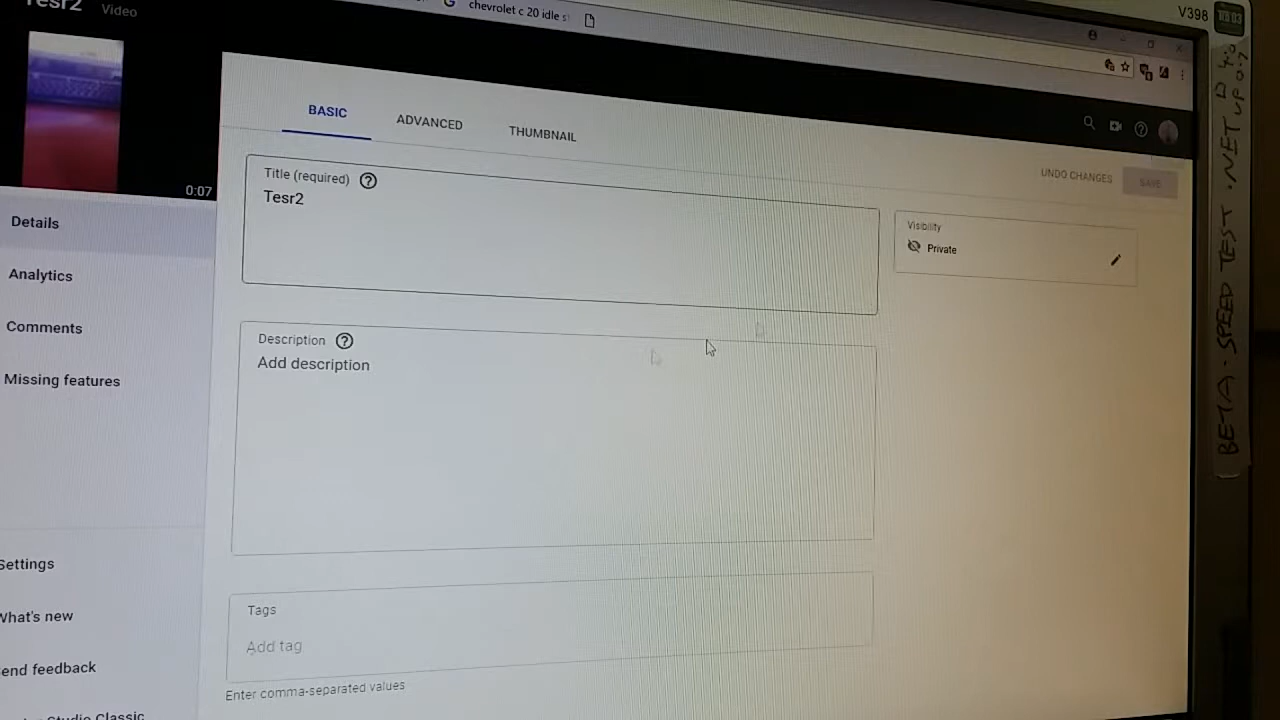 Tesr2 Video
chevrolet c 20 idle s
V398
BASIC ADVANCED THUMBNAIL
UNDO CHANGES SAVE
Title (required) ?
Tesr2
0:07
Visibility
Private
Details
Analytics
Comments
Missing features
Description ?
Add description
Settings
What's new
end feedback
Studio Classic
Tags
Add tag
Enter comma-separated values
BETA.SPEED TEST.NET UP